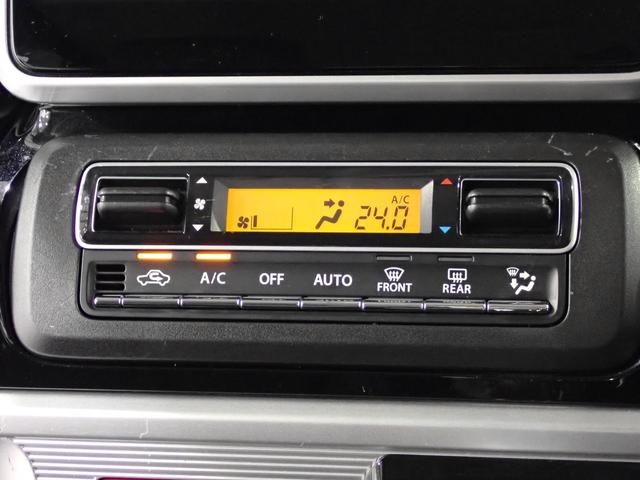 A/C
24.0
A/C OFF AUTO FRONT REAR